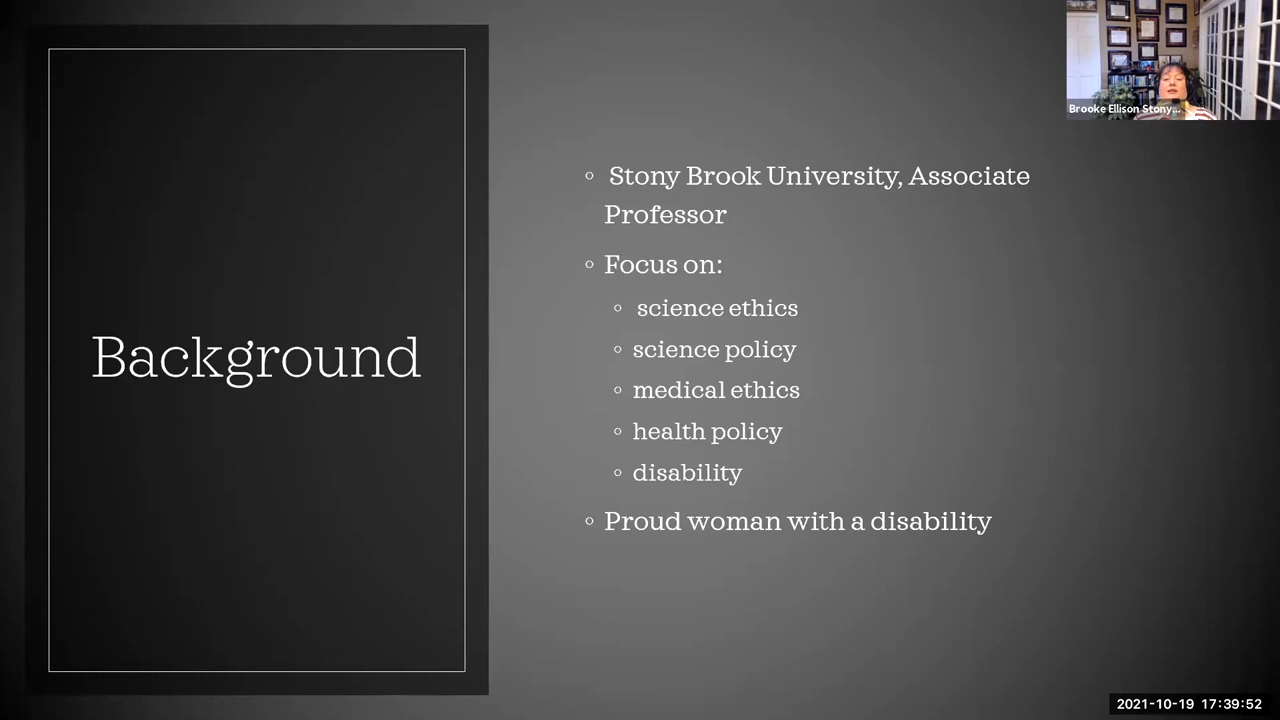 Brooke Ellison Stony...
Stony Brook University, Associate
Professor
Focus on:
science ethics
science policy
medical ethics
health policy
disability
Proud woman with a disability
Background
2021-10-19 17:39:52